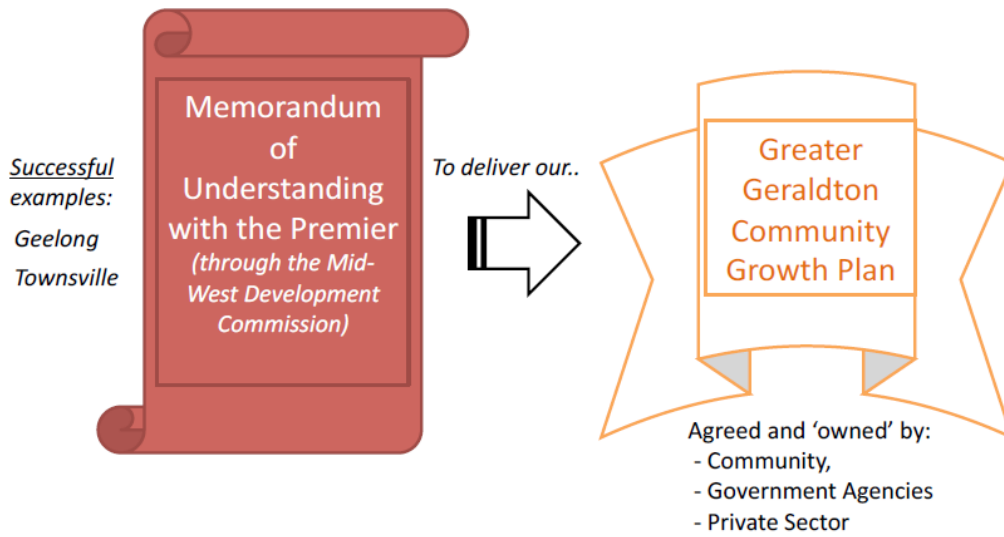 Successful
examples:
Geelong
Townsville
Memorandum
of
Understanding
with the Premier
(through the Mid-
West Development
Commission)
To deliver our..
Greater
Geraldton
Community
Growth Plan
Agreed and ‘owned’ by:
- Community,
- Government Agencies
- Private Sector